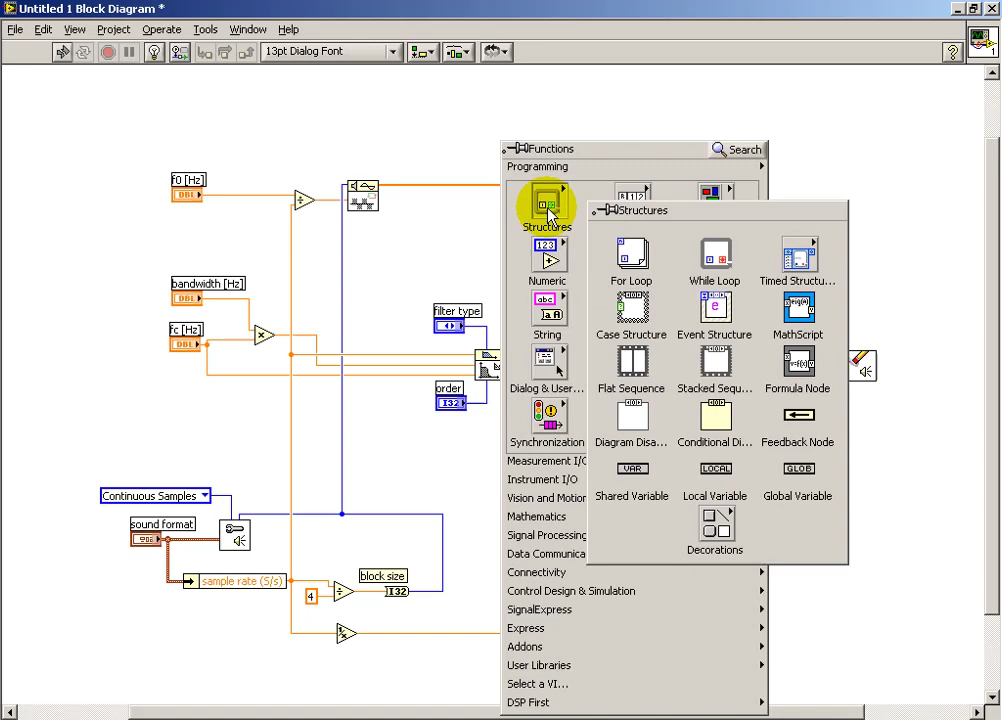 Untitled 1 Block Diagram *
File Edit View Project Operate Tools Window Help
13pt Dialog Font
?
1
Functions
Search
Programming
Structures
Numeric
String
Dialog & User...
Synchronization
Measurement I/O
Instrument I/O
Vision and Motion
Mathematics
Signal Processing
Data Communica
Connectivity
Control Design & Simulation
SignalExpress
Express
Addons
User Libraries
Select a VI...
DSP First
Structures
For Loop While Loop Timed Structu...
Case Structure Event Structure MathScript
Flat Sequence Stacked Sequ... Formula Node
Diagram Disa... Conditional Di... Feedback Node
VAR LOCAL GLOB
Shared Variable Local Variable Global Variable
Decorations
f0 [Hz]
DBL
bandwidth [Hz]
DBL
fc [Hz]
DBL
filter type
order
I32
Continuous Samples
sound format
sample rate (S/s)
block size
4
I32
123
abc